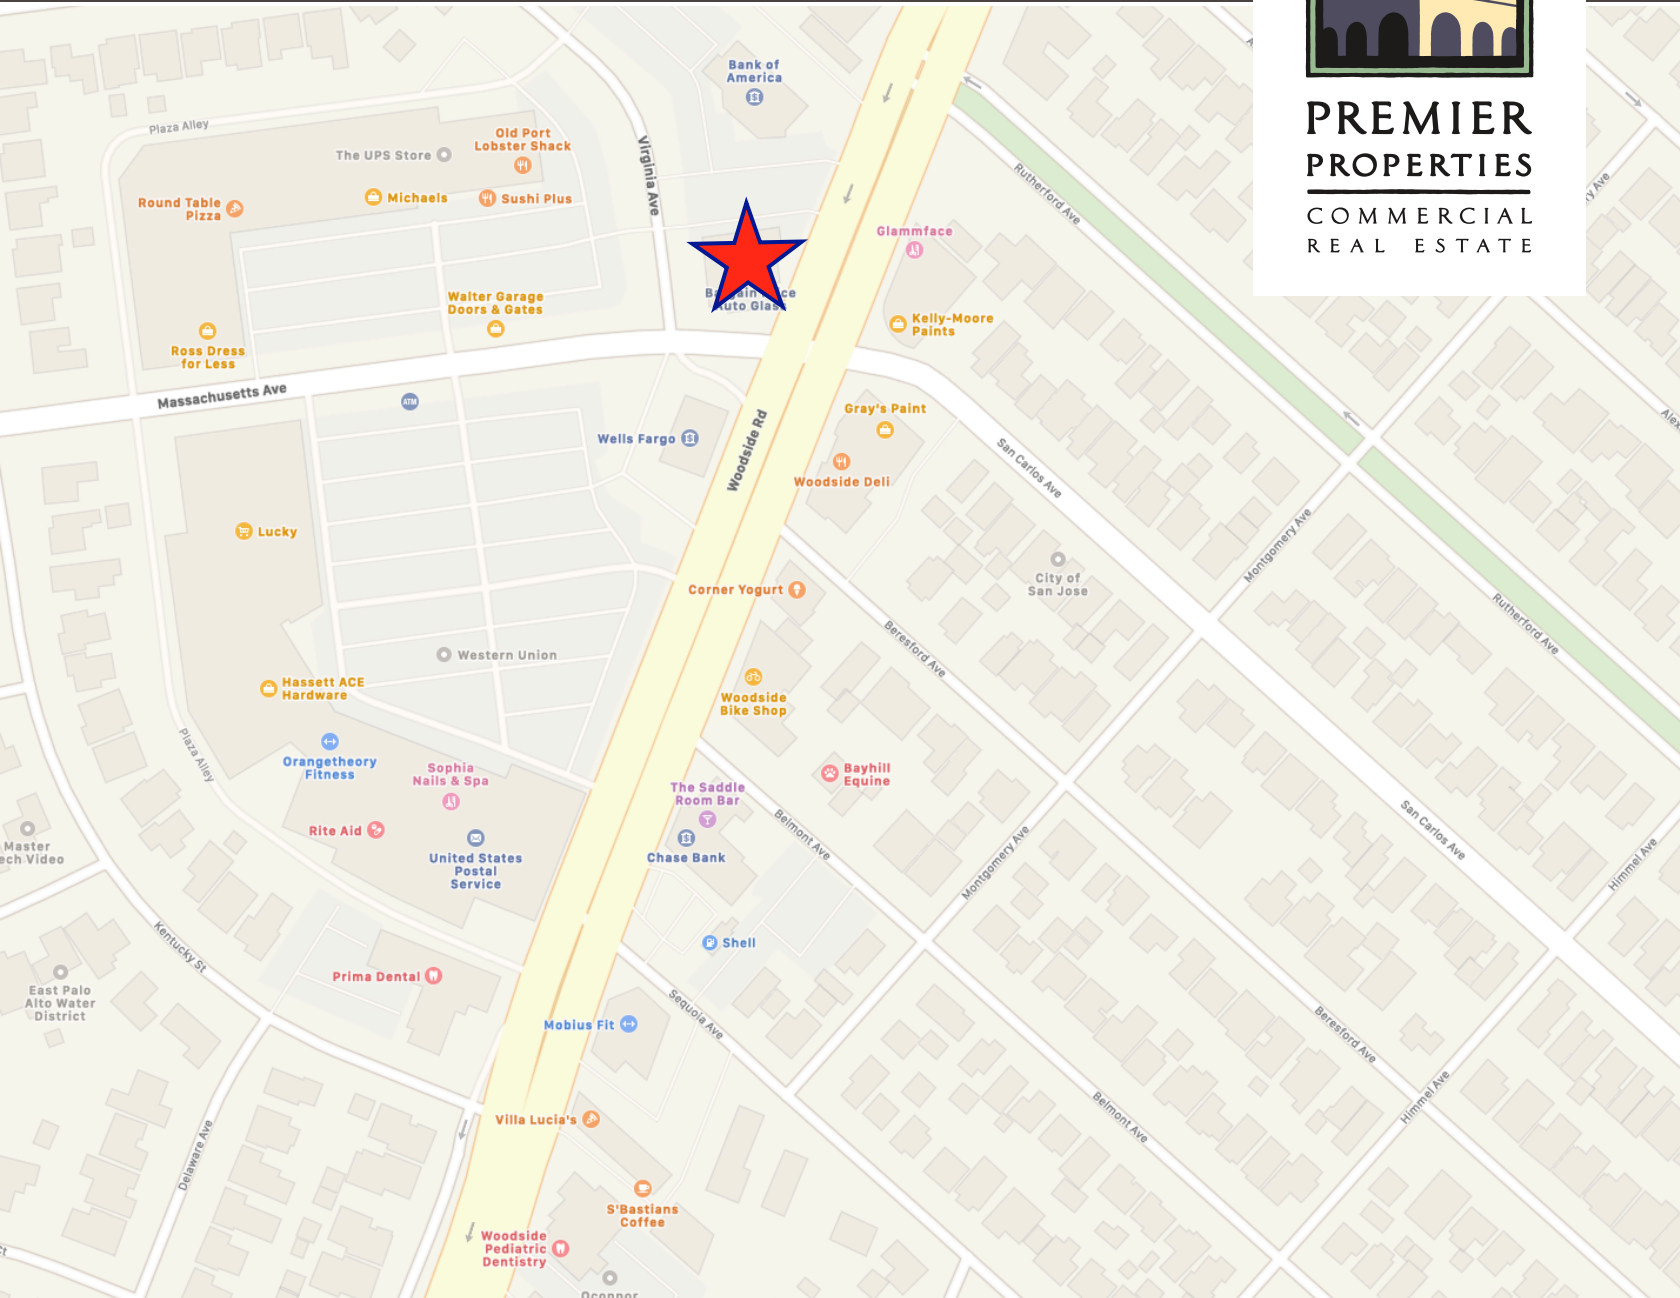 PREMIER
PROPERTIES
COMMERCIAL
REAL ESTATE
Bank of
America
Plaza Alley
Old Port
Lobster Shack
The UPS Store
Virginia Ave
Michaels
Sushi Plus
Round Table
Pizza
Rutherford Ave
Glammface
Auto Glass
Walter Garage
Doors & Gates
Kelly-Moore
Paints
Ross Dress
for Less
Massachusetts Ave
ATM
Wells Fargo
Woodside Rd
Gray's Paint
Woodside Deli
San Carlos Ave
Lucky
Montgomery Ave
City of
San Jose
Corner Yogurt
Beresford Ave
Rutherford Ave
Western Union
Hassett ACE
Hardware
Woodside
Bike Shop
Plaza Alley
Orangetheory
Fitness
Sophia
Nails & Spa
Bayhill
Equine
The Saddle
Room Bar
Rite Aid
Belmont Ave
San Carlos Ave
Chase Bank
United States
Postal
Service
Master
ech Video
Montgomery Ave
Himmel Ave
Kentucky St
Shell
Prima Dental
East Palo
Alto Water
District
Sequoia Ave
Mobius Fit
Beresford Ave
Villa Lucia's
Delaware Ave
Belmont Ave
Himmel Ave
S'Bastians
Coffee
Woodside
Pediatric
Dentistry
Oconnor